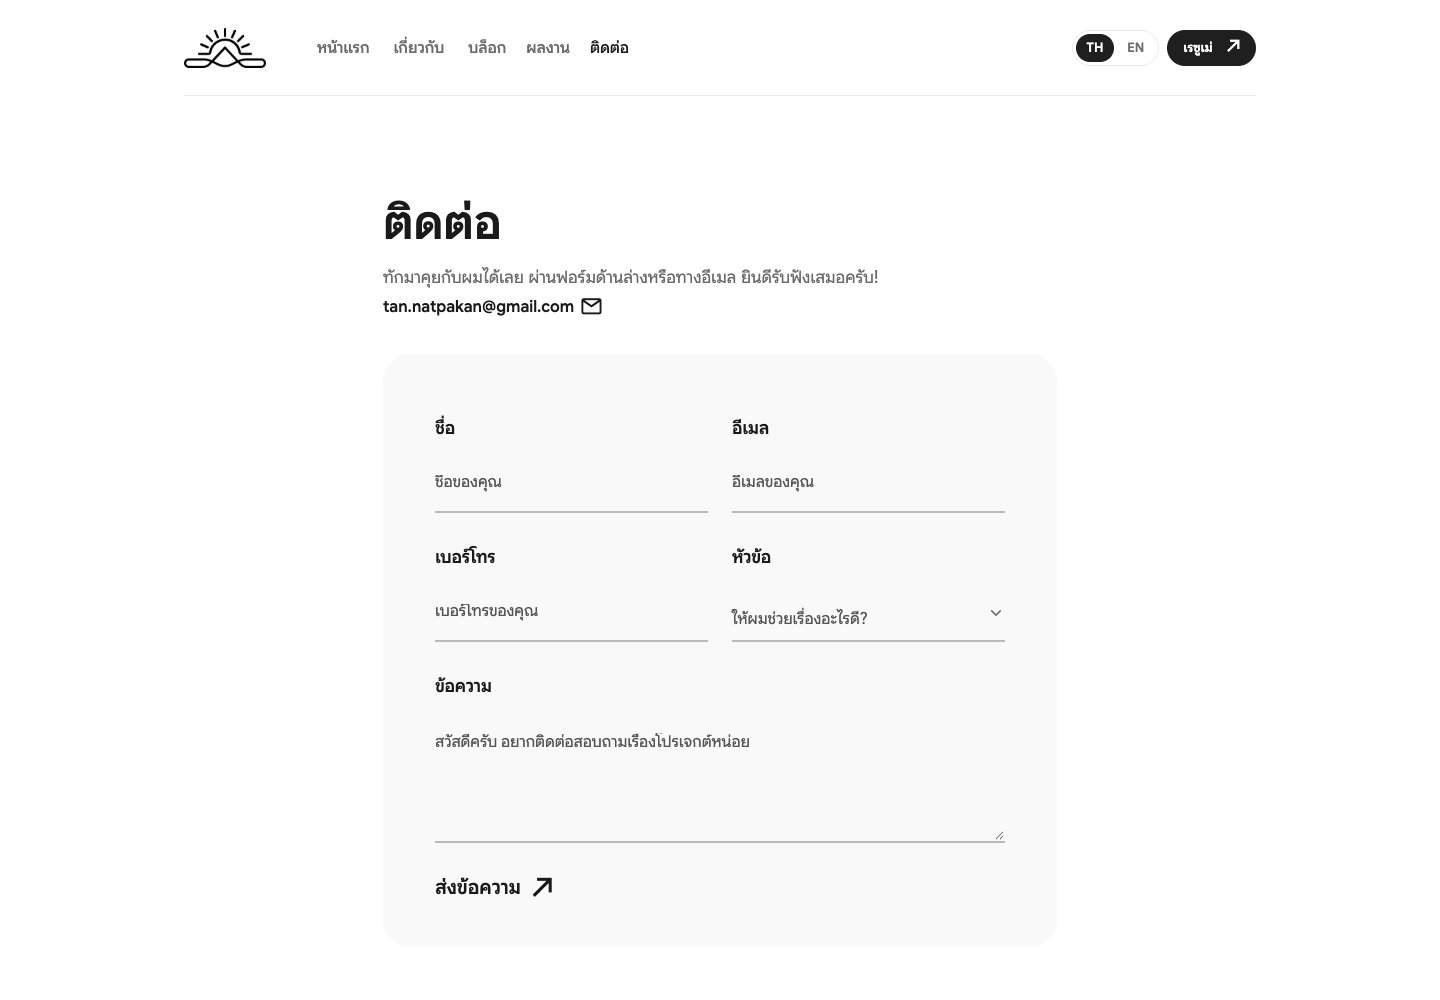 หน้าแรก เกี่ยวกับ บล็อก ผลงาน ติดต่อ TH EN เรซูเม่
ติดต่อ
ทักมาคุยกับผมได้เลย ผ่านฟอร์มด้านล่างหรือทางอีเมล ยินดีรับฟังเสมอครับ!
tan.natpakan@gmail.com
ชื่อ อีเมล
ชื่อของคุณ อีเมลของคุณ
เบอร์โทร หัวข้อ
เบอร์โทรของคุณ ให้ผมช่วยเรื่องอะไรดี?
ข้อความ
สวัสดีครับ อยากติดต่อสอบถามเรื่องโปรเจกต์หน่อย
ส่งข้อความ